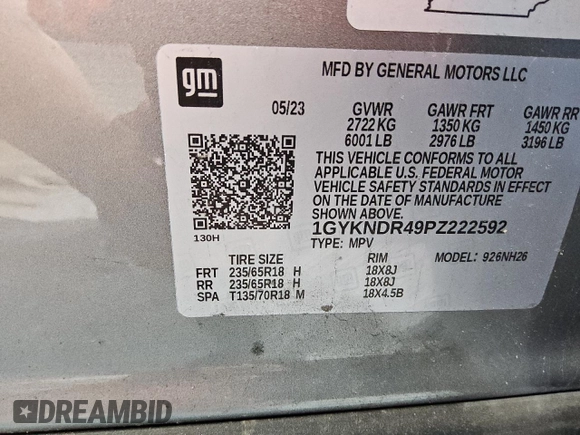 gm
MFD BY GENERAL MOTORS LLC
05/23 GVWR GAWR FRT GAWR RR
2722 KG 1350 KG 1450 KG
6001 LB 2976 LB 3196 LB
THIS VEHICLE CONFORMS TO ALL
APPLICABLE U.S. FEDERAL MOTOR
VEHICLE SAFETY STANDARDS IN EFFECT
ON THE DATE OF MANUFACTURE
SHOWN ABOVE.
130H
1GYKNDR49PZ222592
TYPE: MPV MODEL: 926NH26
TIRE SIZE RIM
FRT 235/65R18 H 18X8J
RR 235/65R18 H 18X8J
SPA T135/70R18 M 18X4.5B
DREAMBID